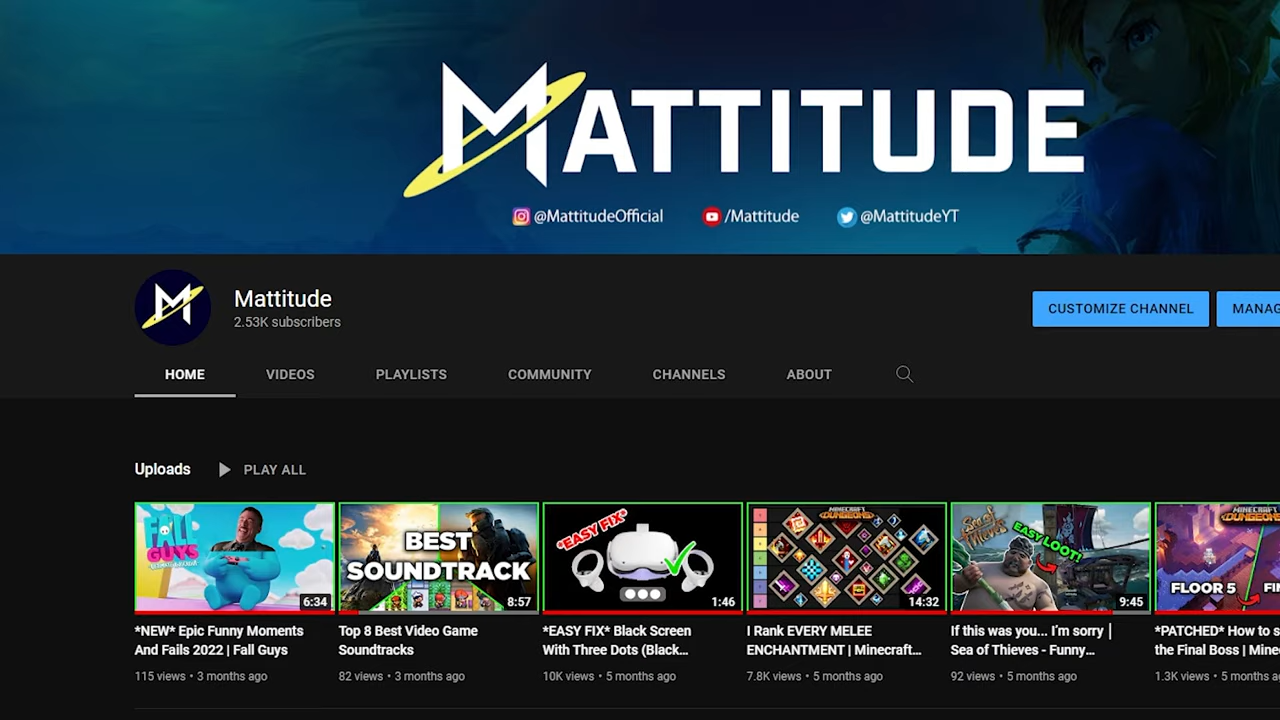 MATTITUDE
@MattitudeOfficial /Mattitude @MattitudeYT
M
Mattitude
2.53K subscribers
CUSTOMIZE CHANNEL MANAG
HOME VIDEOS PLAYLISTS COMMUNITY CHANNELS ABOUT
Uploads PLAY ALL
FALL GUYS
6:34
BEST
SOUNDTRACK
8:57
*EASY FIX*
1:46
MINECRAFT
DUNGEONS
14:32
Sea of Thieves
EASY LOOT!
9:45
MINECRAFT
DUNGEONS
FLOOR 5 FI
*NEW* Epic Funny Moments
And Fails 2022 | Fall Guys
115 views • 3 months ago
Top 8 Best Video Game
Soundtracks
82 views • 3 months ago
*EASY FIX* Black Screen
With Three Dots (Black...
10K views • 5 months ago
I Rank EVERY MELEE
ENCHANTMENT | Minecraft...
7.8K views • 5 months ago
If this was you... I'm sorry |
Sea of Thieves - Funny...
92 views • 5 months ago
*PATCHED* How to s
the Final Boss | Mine
1.3K views • 5 mont